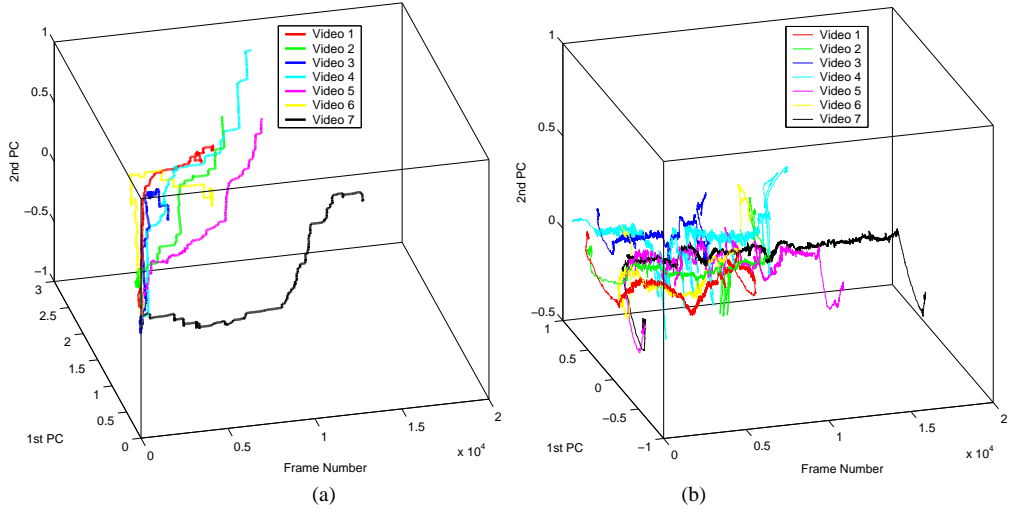 1
0.5
0
−0.5
−1
2nd PC
3
2.5
2
1.5
1
0.5
0
1st PC
0
0.5
1
1.5
2
x 10^4
Frame Number
Video 1
Video 2
Video 3
Video 4
Video 5
Video 6
Video 7
(a)
1
0.5
0
−0.5
2nd PC
1
0.5
0
−0.5
−1
1st PC
0
0.5
1
1.5
2
x 10^4
Frame Number
Video 1
Video 2
Video 3
Video 4
Video 5
Video 6
Video 7
(b)